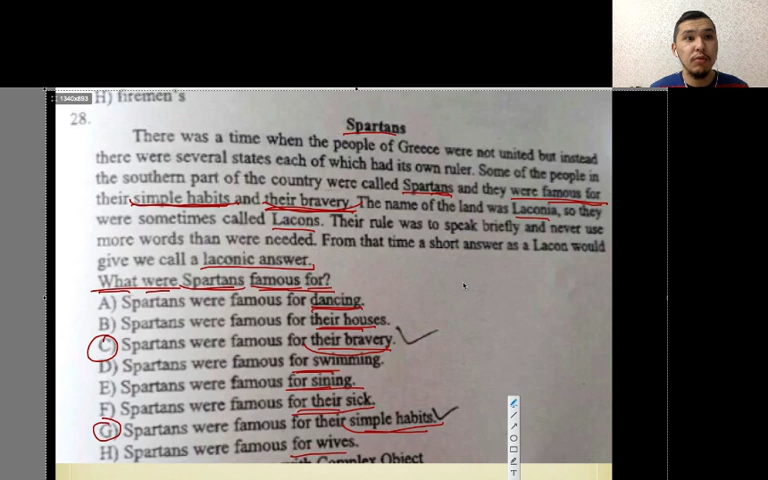 1340x893
H) firemen's
28.
Spartans
There was a time when the people of Greece were not united but instead
there were several states each of which had its own ruler. Some of the people in
the southern part of the country were called Spartans and they were famous for
their simple habits and their bravery. The name of the land was Laconia, so they
were sometimes called Lacons. Their rule was to speak briefly and never use
more words than were needed. From that time a short answer as a Lacon would
give we call a laconic answer.
What were Spartans famous for?
A) Spartans were famous for dancing.
B) Spartans were famous for their houses.
C) Spartans were famous for their bravery.
D) Spartans were famous for swimming.
E) Spartans were famous for sining.
F) Spartans were famous for their sick.
G) Spartans were famous for their simple habits.
H) Spartans were famous for wives.
with Complex Object
T